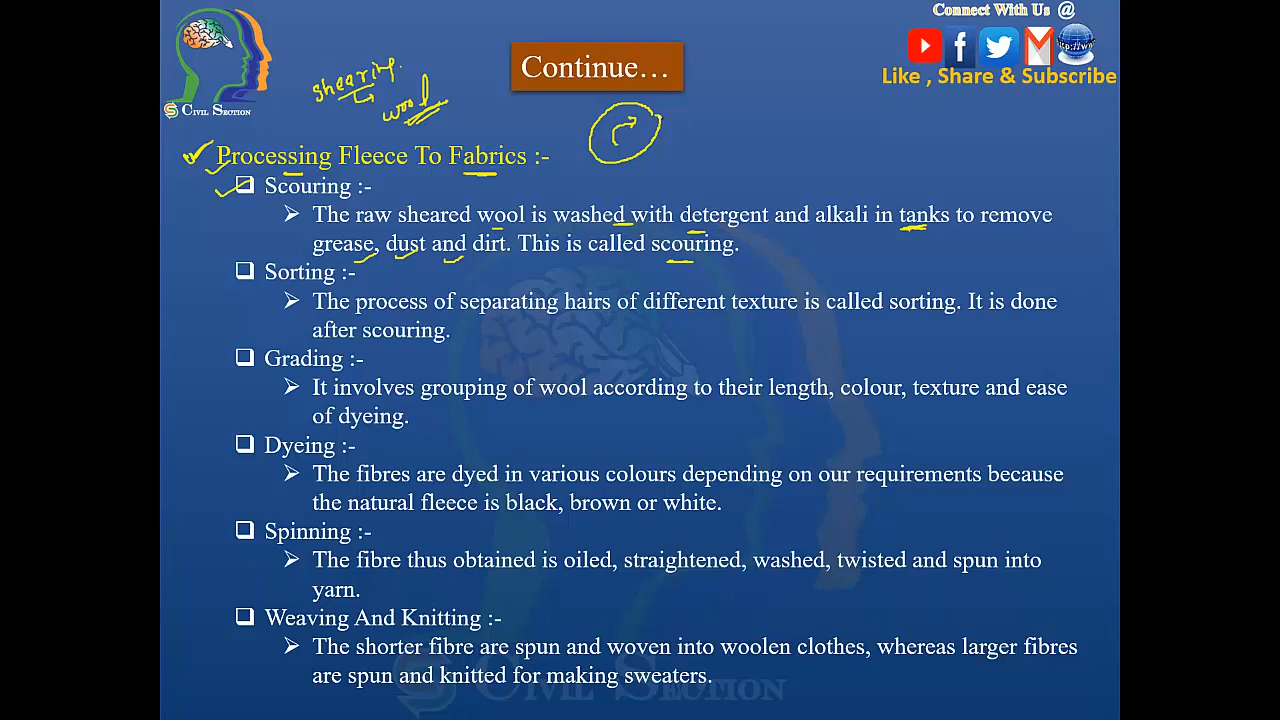 Connect With Us @
http://www
Like , Share & Subscribe
CIVIL SECTION
Continue…
shearing.
wool
Processing Fleece To Fabrics :-
Scouring :-
The raw sheared wool is washed with detergent and alkali in tanks to remove
grease, dust and dirt. This is called scouring.
Sorting :-
The process of separating hairs of different texture is called sorting. It is done
after scouring.
Grading :-
It involves grouping of wool according to their length, colour, texture and ease
of dyeing.
Dyeing :-
The fibres are dyed in various colours depending on our requirements because
the natural fleece is black, brown or white.
Spinning :-
The fibre thus obtained is oiled, straightened, washed, twisted and spun into
yarn.
Weaving And Knitting :-
The shorter fibre are spun and woven into woolen clothes, whereas larger fibres
are spun and knitted for making sweaters.
CIVIL SECTION